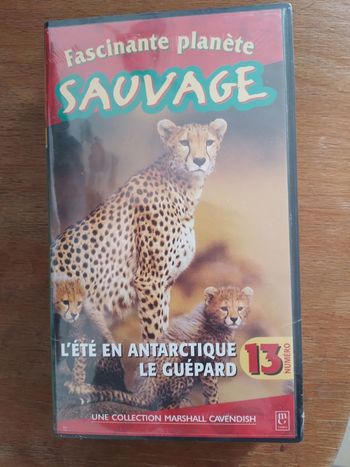 Fascinante planète
SAUVAGE
L'ÉTÉ EN ANTARCTIQUE
LE GUÉPARD
13
NUMÉRO
UNE COLLECTION MARSHALL CAVENDISH